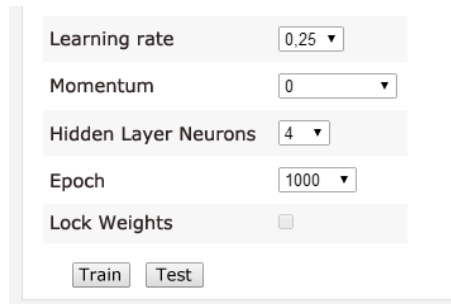 Learning rate 0,25
Momentum 0
Hidden Layer Neurons 4
Epoch 1000
Lock Weights
Train Test